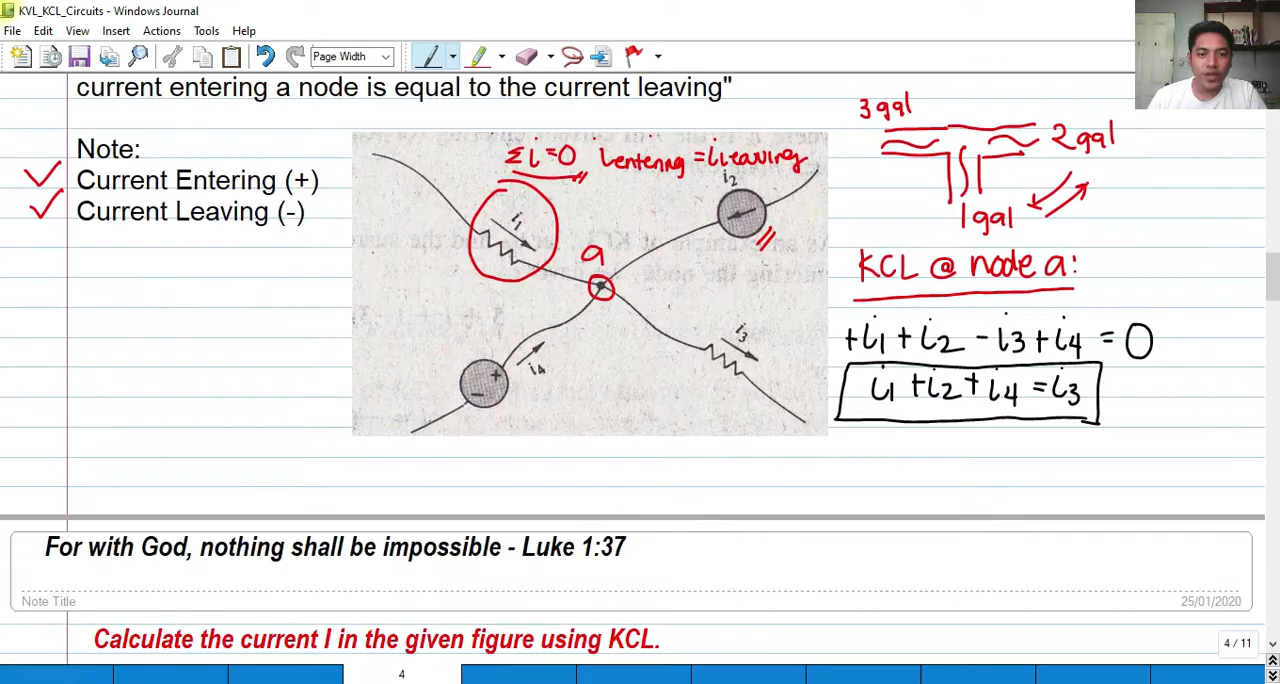 KVL_KCL_Circuits - Windows Journal
File Edit View Insert Actions Tools Help
Page Width
current entering a node is equal to the current leaving"
Note:
Current Entering (+)
Current Leaving (-)
Σi=0 ientering = ileaving
i1
i2
a
i3
i4
+
-
3gal
2gal
1gal
KCL @ node a:
+i1 + i2 - i3 + i4 = 0
i1 + i2 + i4 = i3
For with God, nothing shall be impossible - Luke 1:37
Note Title
25/01/2020
Calculate the current I in the given figure using KCL.
4 / 11
4